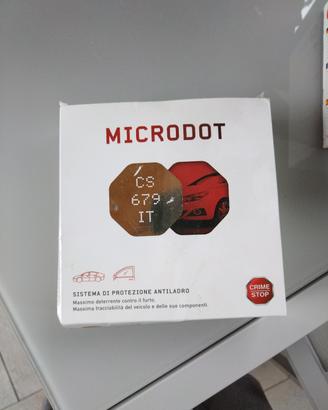 MICRODOT
CS
679
IT
SISTEMA DI PROTEZIONE ANTILADRO
Massimo deterrente contro il furto.
Massima tracciabilità del veicolo e delle sue componenti.
CRIME
STOP